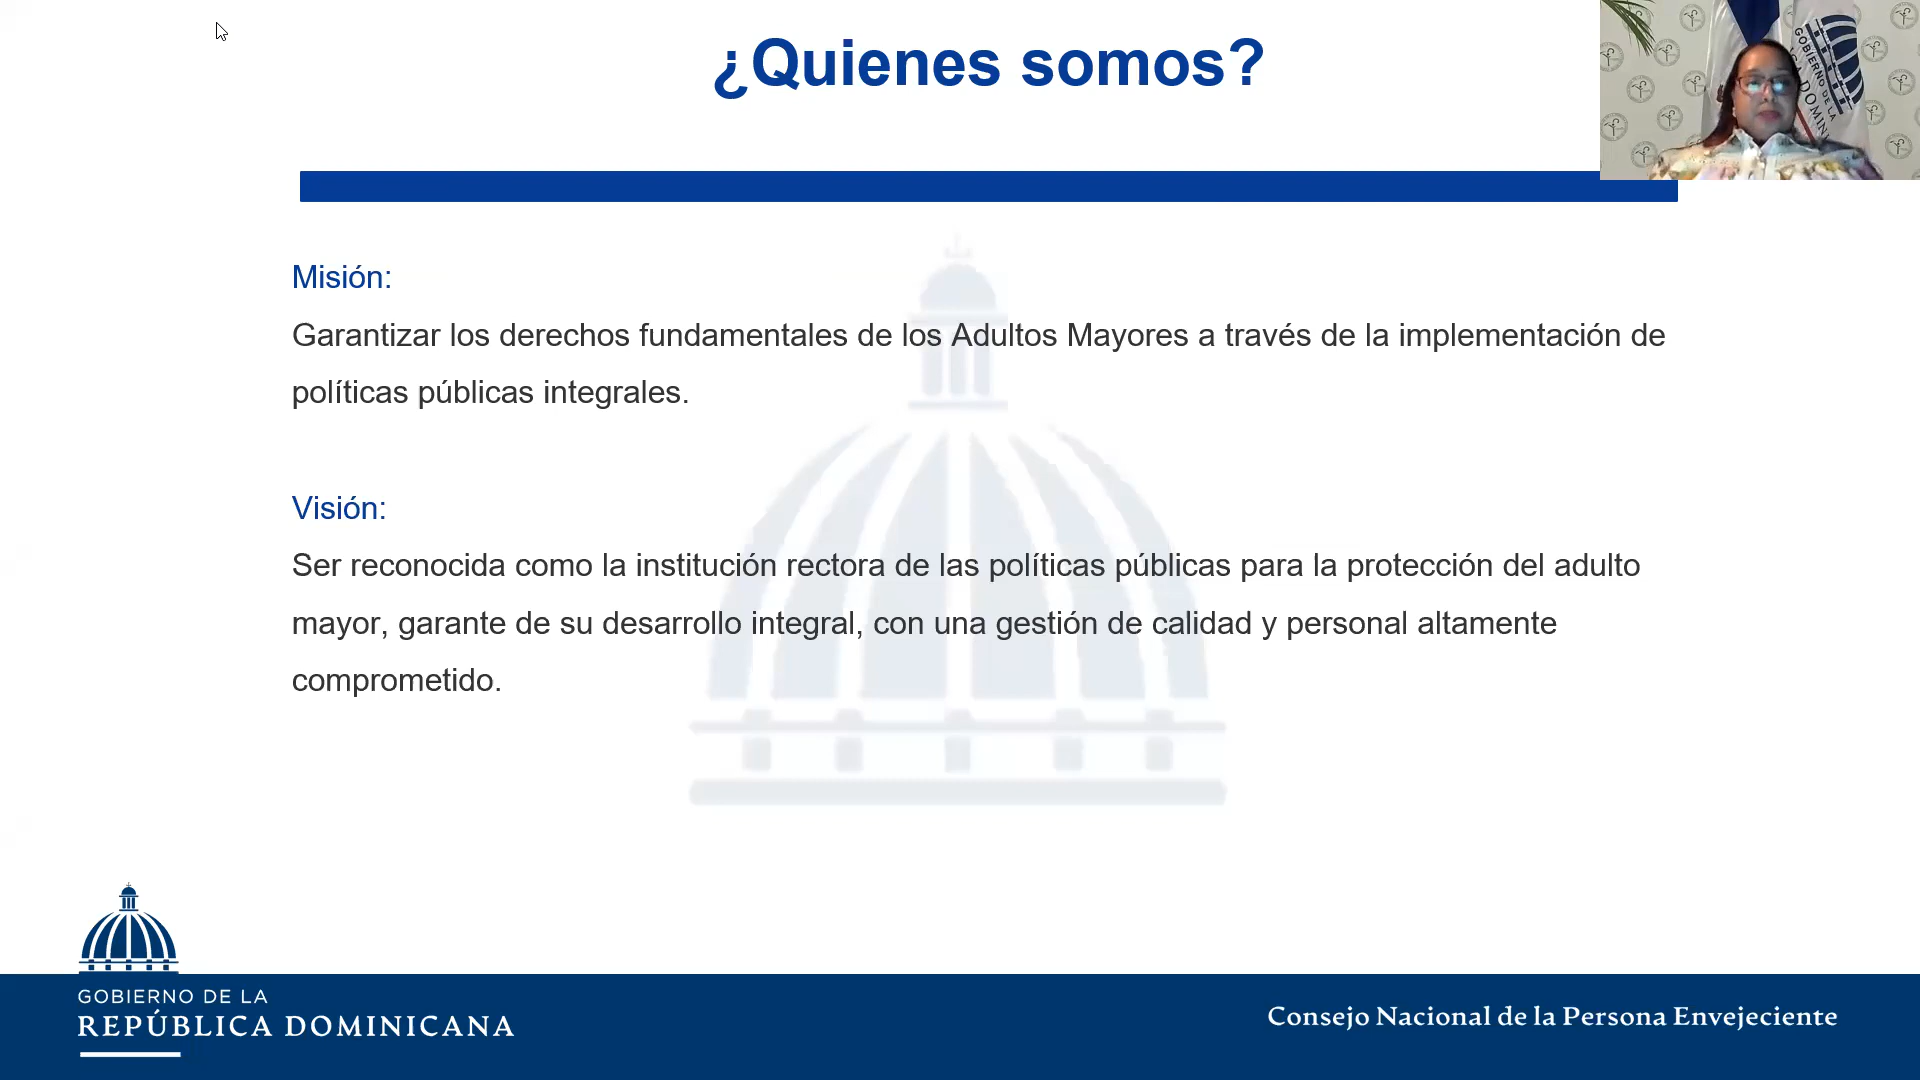 ¿Quienes somos?
GOBIERNO DE LA
Misión:
Garantizar los derechos fundamentales de los Adultos Mayores a través de la implementación de
políticas públicas integrales.
Visión:
Ser reconocida como la institución rectora de las políticas públicas para la protección del adulto
mayor, garante de su desarrollo integral, con una gestión de calidad y personal altamente
comprometido.
GOBIERNO DE LA
REPÚBLICA DOMINICANA
Consejo Nacional de la Persona Envejeciente